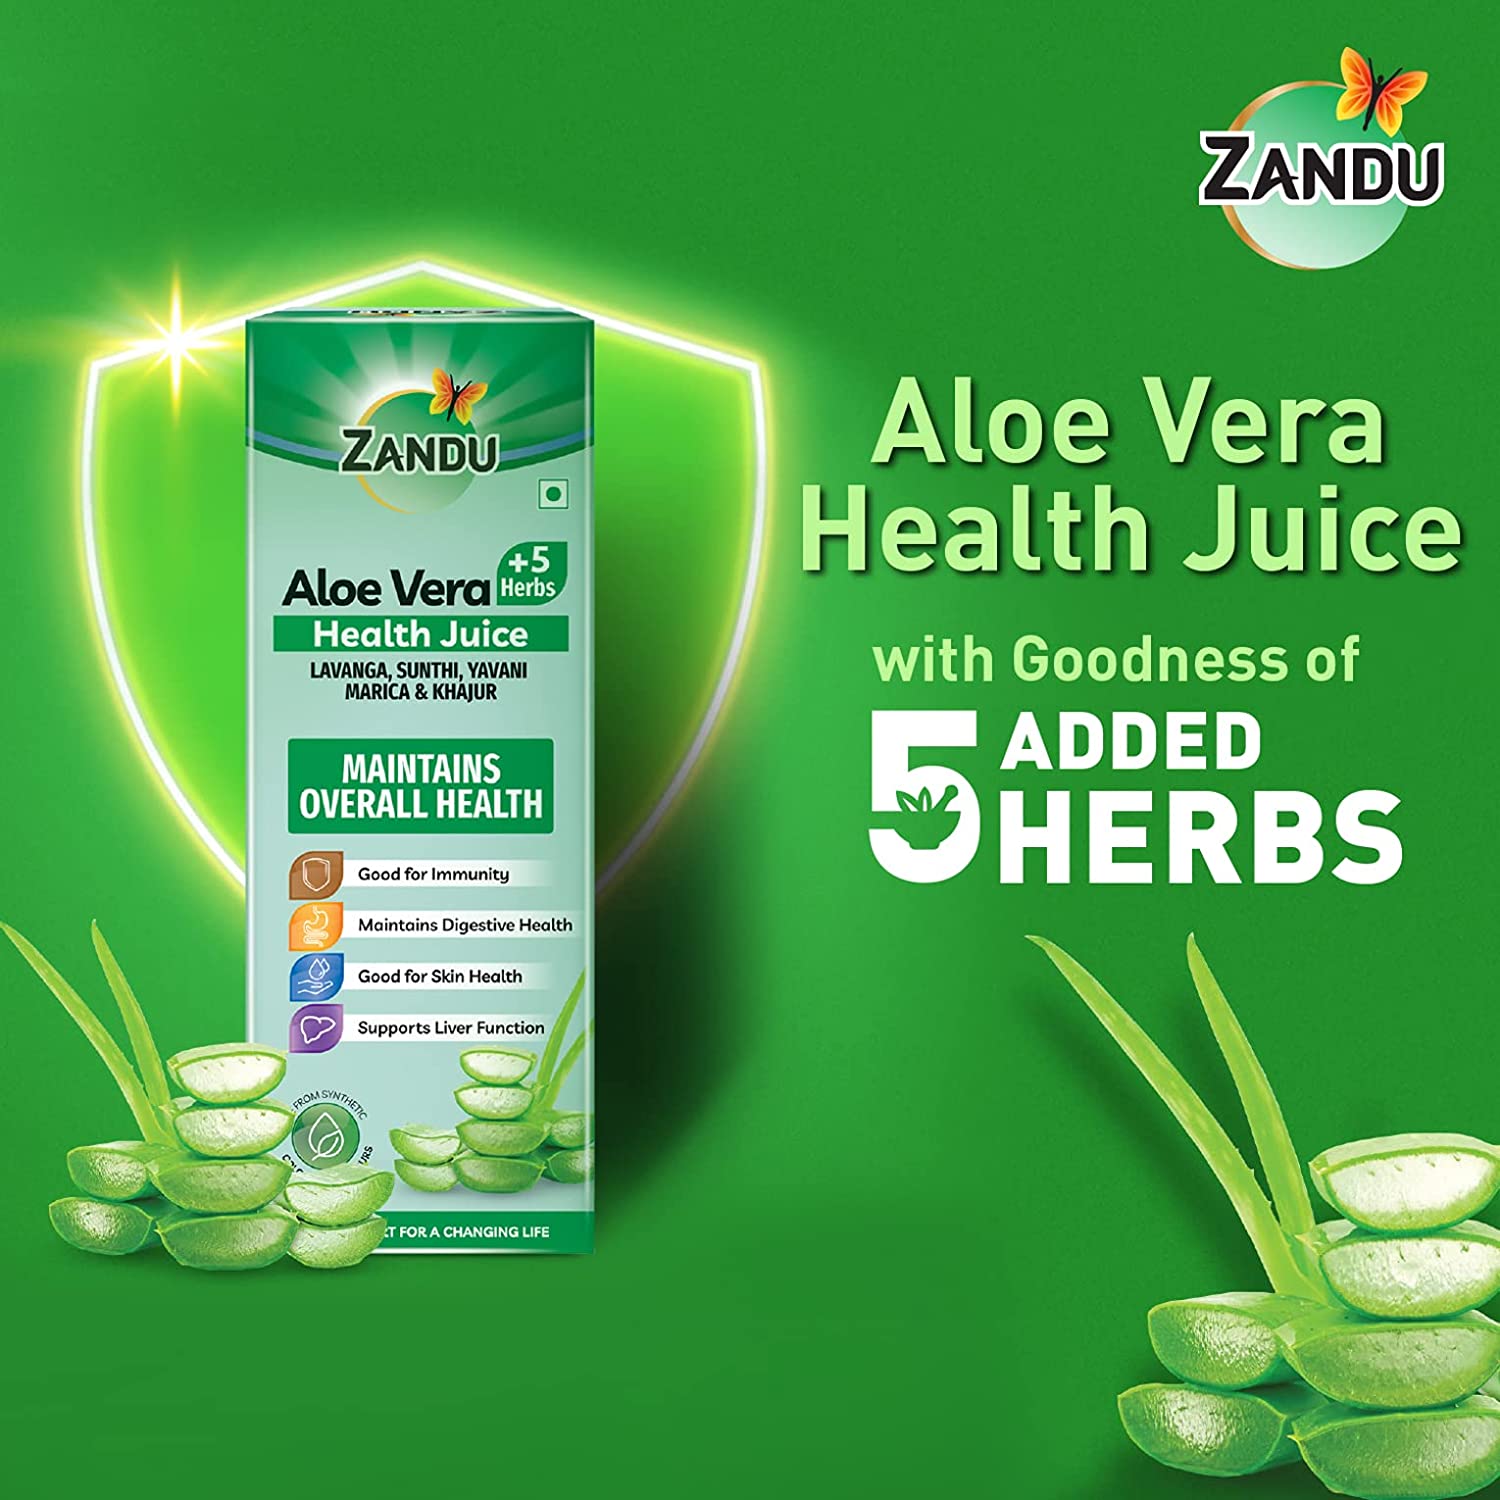 ZANDU
Aloe Vera
Health Juice
with Goodness of
5 ADDED
HERBS
ZANDU
+5
Herbs
Aloe Vera
Health Juice
LAVANGA, SUNTHI, YAVANI
MARICA & KHAJUR
MAINTAINS
OVERALL HEALTH
Good for Immunity
Maintains Digestive Health
Good for Skin Health
Supports Liver Function
FROM SYNTHETIC
FOR A CHANGING LIFE